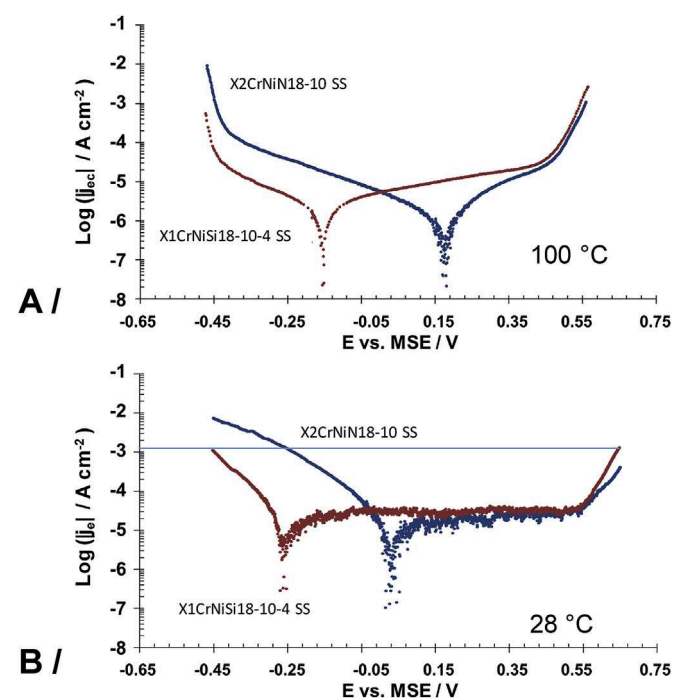 -1
-2
-3
-4
-5
-6
-7
-8
Log (|jec| / A cm-2)
X2CrNiN18-10 SS
X1CrNiSi18-10-4 SS
100 °C
A /
-0.65 -0.45 -0.25 -0.05 0.15 0.35 0.55 0.75
E vs. MSE / V
-1
-2
-3
-4
-5
-6
-7
-8
Log (|je| / A cm-2)
X2CrNiN18-10 SS
X1CrNiSi18-10-4 SS
28 °C
B /
-0.65 -0.45 -0.25 -0.05 0.15 0.35 0.55 0.75
E vs. MSE / V